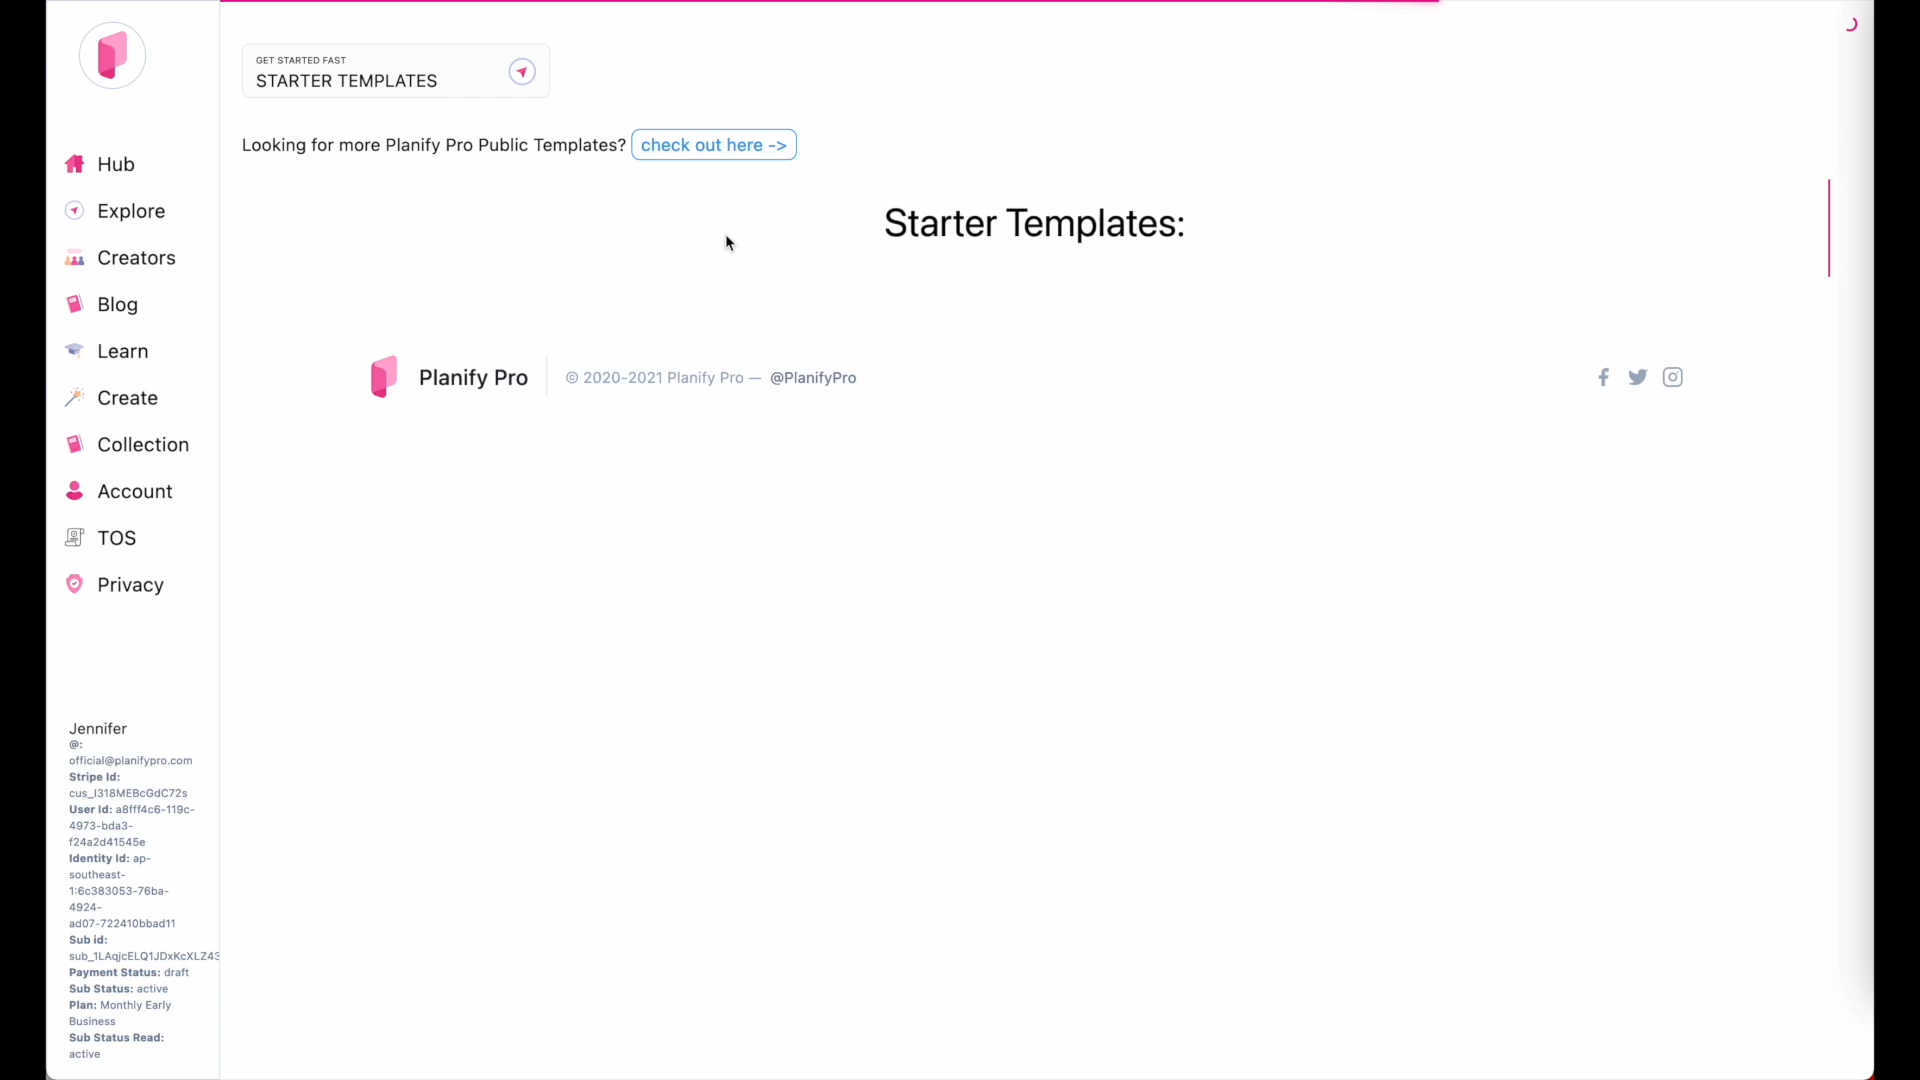 Hub
Explore
Creators
Blog
Learn
Create
Collection
Account
TOS
Privacy
Jennifer
@:
official@planifypro.com
Stripe Id:
cus_I318MEBcGdC72s
User Id: a8fff4c6-119c-
4973-bda3-
f24a2d41545e
Identity Id: ap-
southeast-
1:6c383053-76ba-
4924-
ad07-722410bbad11
Sub id:
sub_1LAqjcELQ1JDxKcXLZ43
Payment Status: draft
Sub Status: active
Plan: Monthly Early
Business
Sub Status Read:
active
GET STARTED FAST
STARTER TEMPLATES
Looking for more Planify Pro Public Templates? check out here ->
Starter Templates:
Planify Pro
© 2020-2021 Planify Pro — @PlanifyPro